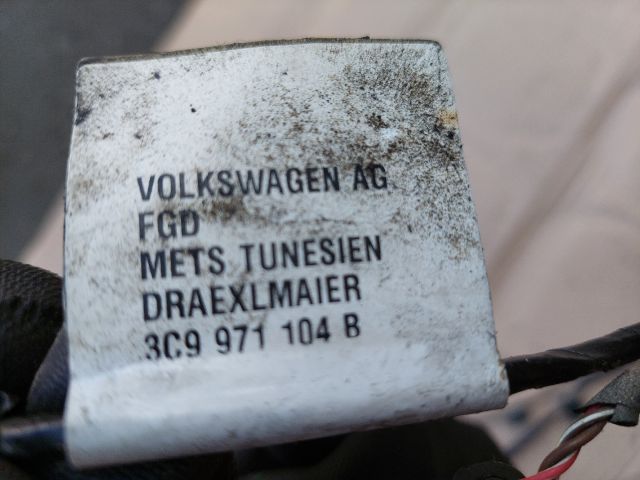 VOLKSWAGEN AG
FGD
METS TUNESIEN
DRAEXLMAIER
3C9 971 104 B